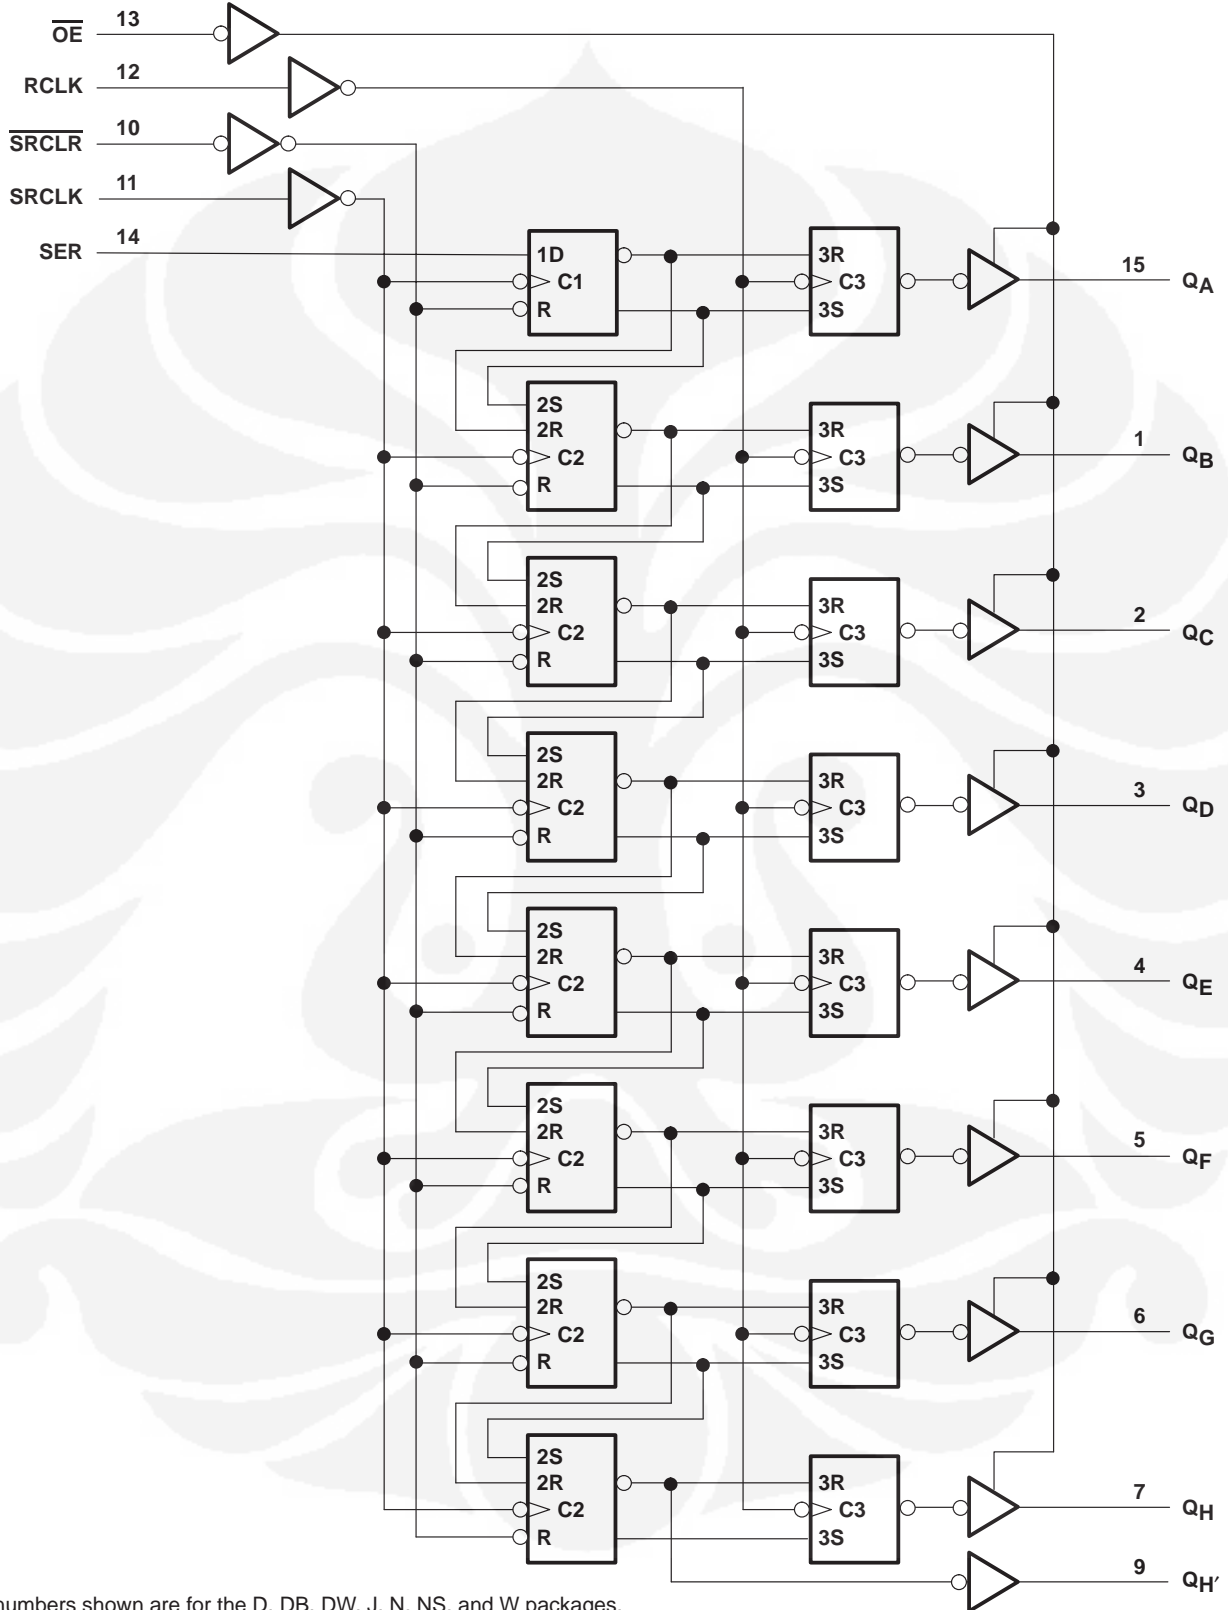 OE 13
RCLK 12
SRCLR 10
SRCLK 11
SER 14
1D
C1
R
3R
C3
3S
15 QA
2S
2R
C2
R
3R
C3
3S
1 QB
2S
2R
C2
R
3R
C3
3S
2 QC
2S
2R
C2
R
3R
C3
3S
3 QD
2S
2R
C2
R
3R
C3
3S
4 QE
2S
2R
C2
R
3R
C3
3S
5 QF
2S
2R
C2
R
3R
C3
3S
6 QG
2S
2R
C2
R
3R
C3
3S
7 QH
9 QH′
numbers shown are for the D, DB, DW, J, N, NS, and W packages.